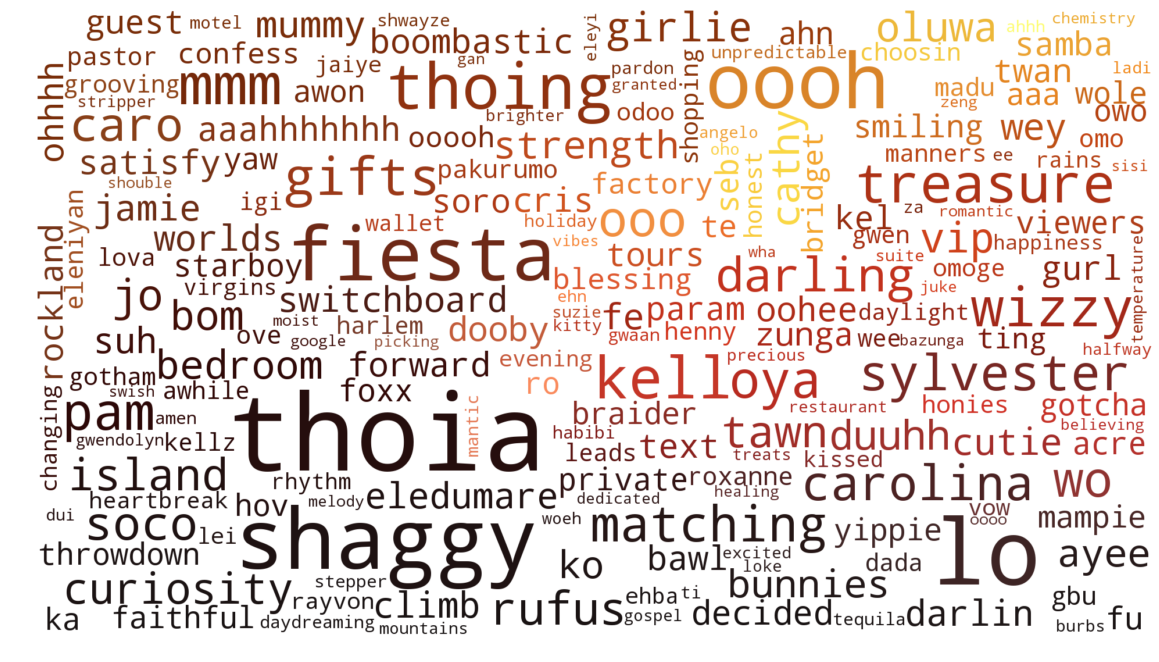 guest motel mummy shwayze boombastic eleyi girlie ahn oluwa ahhh chemistry
pastor confess jaiye gan unpredictable choosin samba
grooving mmm awon thoing pardon granted shopping oooh madu twan ladi
stripper brighter odoo zeng aaa wole owo
ohhhh caro aaahhhhhhh ooooh strength angelo oho smiling wey omo
satisfy yaw gifts pakurumo factory seb honest cathy bridget manners ee rains sisi
shouble jamie igi sorocris treasure
eleniyan worlds wallet holiday ooo te kel za romantic viewers
lova starboy fiesta vibes tours wha gwen vip happiness
virgins switchboard blessing darling suite omoge gurl temperature
rockland jo bom moist ehn juke wizzy
suh ove google harlem picking dooby suzie kitty fe param oohee daylight
gwaan henny zunga wee bazunga ting halfway
bedroom forward evening precious
gotham swish awhile foxx ro kelloya sylvester
changing pam amen thoia mantic braider restaurant honies gotcha believing
gwendolyn kellz habibi leads text tawn duuhh cutie acre
island rhythm private roxanne treats kissed carolina wo
heartbreak hov melody eledumare dedicated healing
dui soco lei shaggy woeh matching yippie vow oooo lo mampie
throwdown ko bawl excited loke dada ayee
curiosity stepper bunnies
ka faithful rayvon daydreaming climb mountains rufus ehba ti gospel decided tequila darlin gbu burbs fu